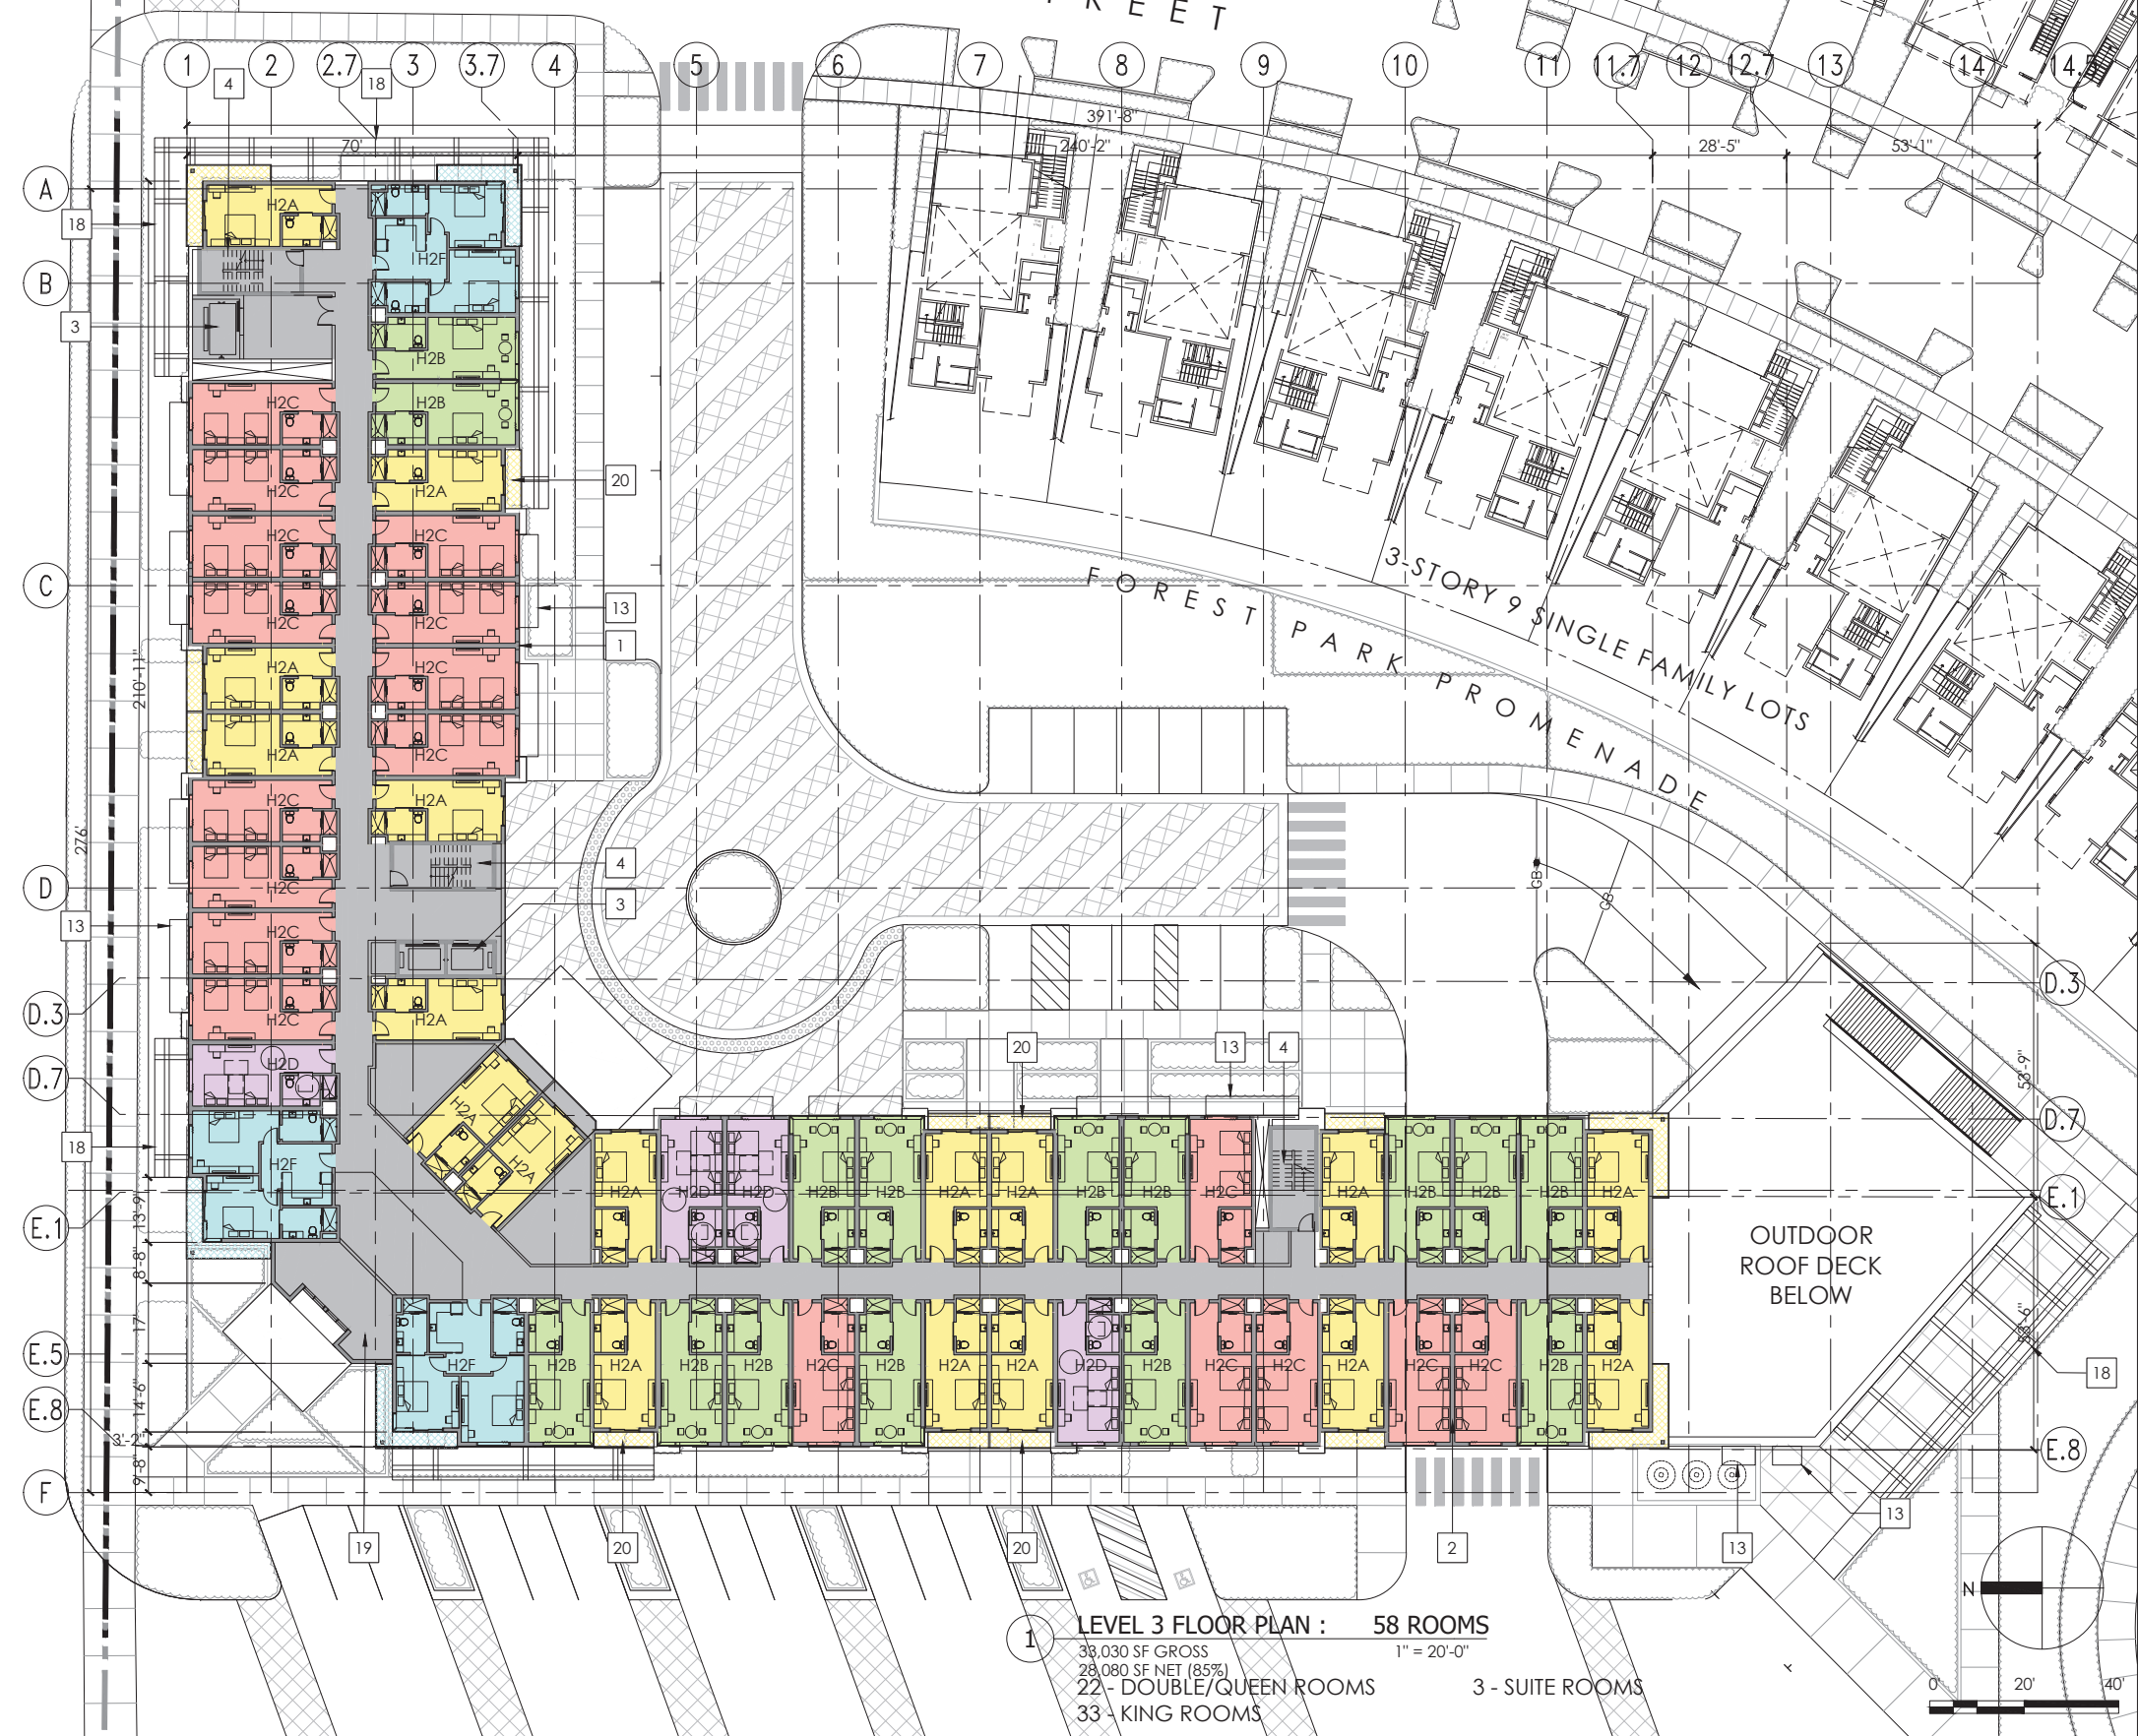 TREET
1 2 2.7 3 3.7 4 5 6 7 8 9 10 11 11.7 12 12.7 13 14 14.5
4 18
391'-8"
70' 240'-2" 28'-5" 53'-1"
A
H2A
18
H2F
B
3
H2B
H2C H2B
H2C H2A 20
H2C H2C
3-STORY 9 SINGLE FAMILY LOTS
C
FOREST PARK PROMENADE
H2C H2C 13
1
H2A H2C
210'-11"
H2A H2C
H2C H2A
276'
4
D H2C
GB GB
3
13 H2C
D.3 H2C H2A D.3
20 13 4
H2D
53'-9"
D.7 D.7
H2A
18
H2F H2A
H2A H2D H2D H2B H2B H2A H2A H2B H2B H2C H2A H2B H2B H2B H2A
E.1 E.1
13'-9"
OUTDOOR
ROOF DECK
BELOW
8'-8"
17'
53'-6"
E.5
H2F H2B H2A H2B H2B H2C H2B H2A H2A H2D H2B H2C H2C H2A H2C H2C H2B H2A
18
14'-6"
E.8 E.8
3'-2"
9'-8"
F
13
19 20 20 2 13
N
1 LEVEL 3 FLOOR PLAN : 58 ROOMS
33,030 SF GROSS 1" = 20'-0"
28,080 SF NET (85%)
22 - DOUBLE/QUEEN ROOMS 3 - SUITE ROOMS
33 - KING ROOMS
0' 20' 40'